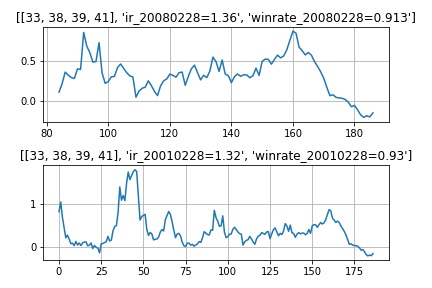 [[33, 38, 39, 41], 'ir_20080228=1.36', 'winrate_20080228=0.913']
0.5
0.0
80 100 120 140 160 180
[[33, 38, 39, 41], 'ir_20010228=1.32', 'winrate_20010228=0.93']
1
0
0 25 50 75 100 125 150 175